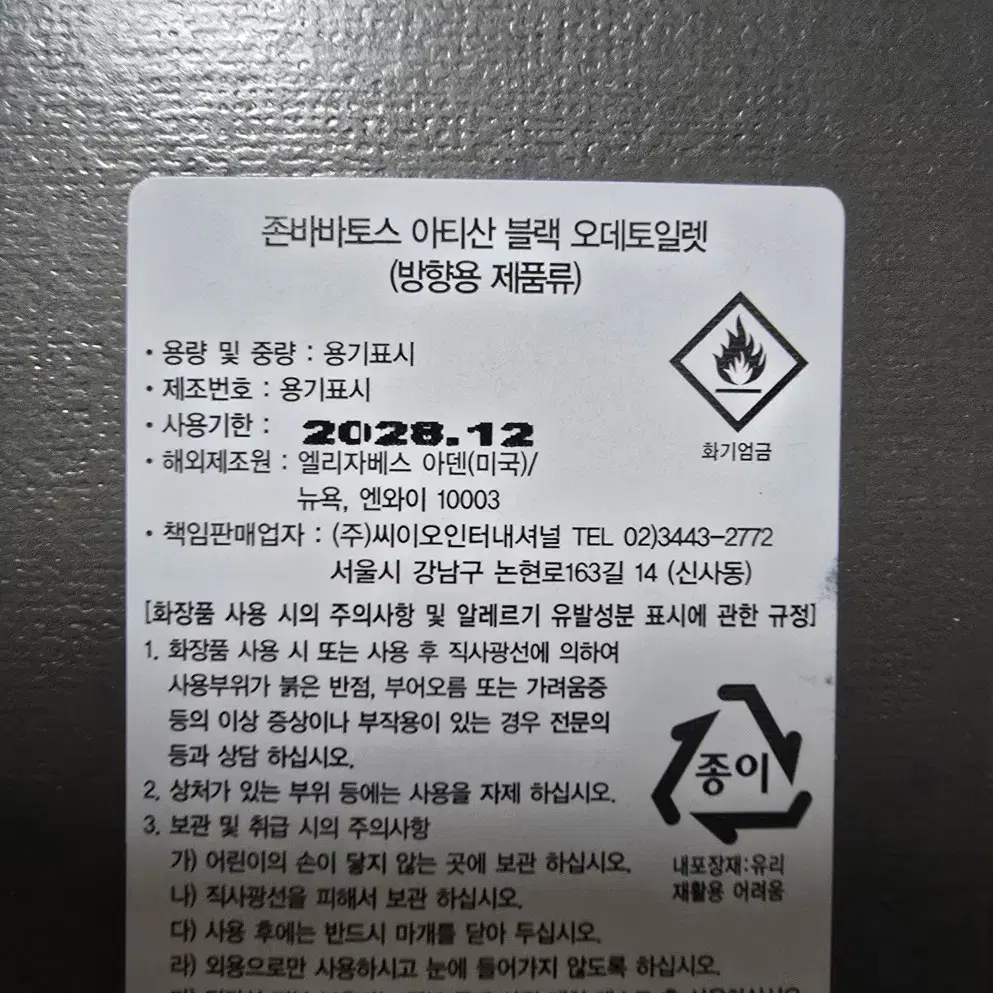 존바바토스 아티산 블랙 오데토일렛
(방향용 제품류)
• 용량 및 중량 : 용기표시
• 제조번호 : 용기표시
• 사용기한 : 2028.12
• 해외제조원 : 엘리자베스 아덴(미국)/
뉴욕, 엔와이 10003
• 책임판매업자 : (주)씨이오인터내셔널 TEL 02)3443-2772
서울시 강남구 논현로163길 14 (신사동)
화기엄금
[화장품 사용 시의 주의사항 및 알레르기 유발성분 표시에 관한 규정]
1. 화장품 사용 시 또는 사용 후 직사광선에 의하여
사용부위가 붉은 반점, 부어오름 또는 가려움증
등의 이상 증상이나 부작용이 있는 경우 전문의
등과 상담 하십시오.
2. 상처가 있는 부위 등에는 사용을 자제 하십시오.
3. 보관 및 취급 시의 주의사항
가) 어린이의 손이 닿지 않는 곳에 보관 하십시오.
나) 직사광선을 피해서 보관 하십시오.
다) 사용 후에는 반드시 마개를 닫아 두십시오.
라) 외용으로만 사용하시고 눈에 들어가지 않도록 하십시오.
종이
내포장재:유리
재활용 어려움